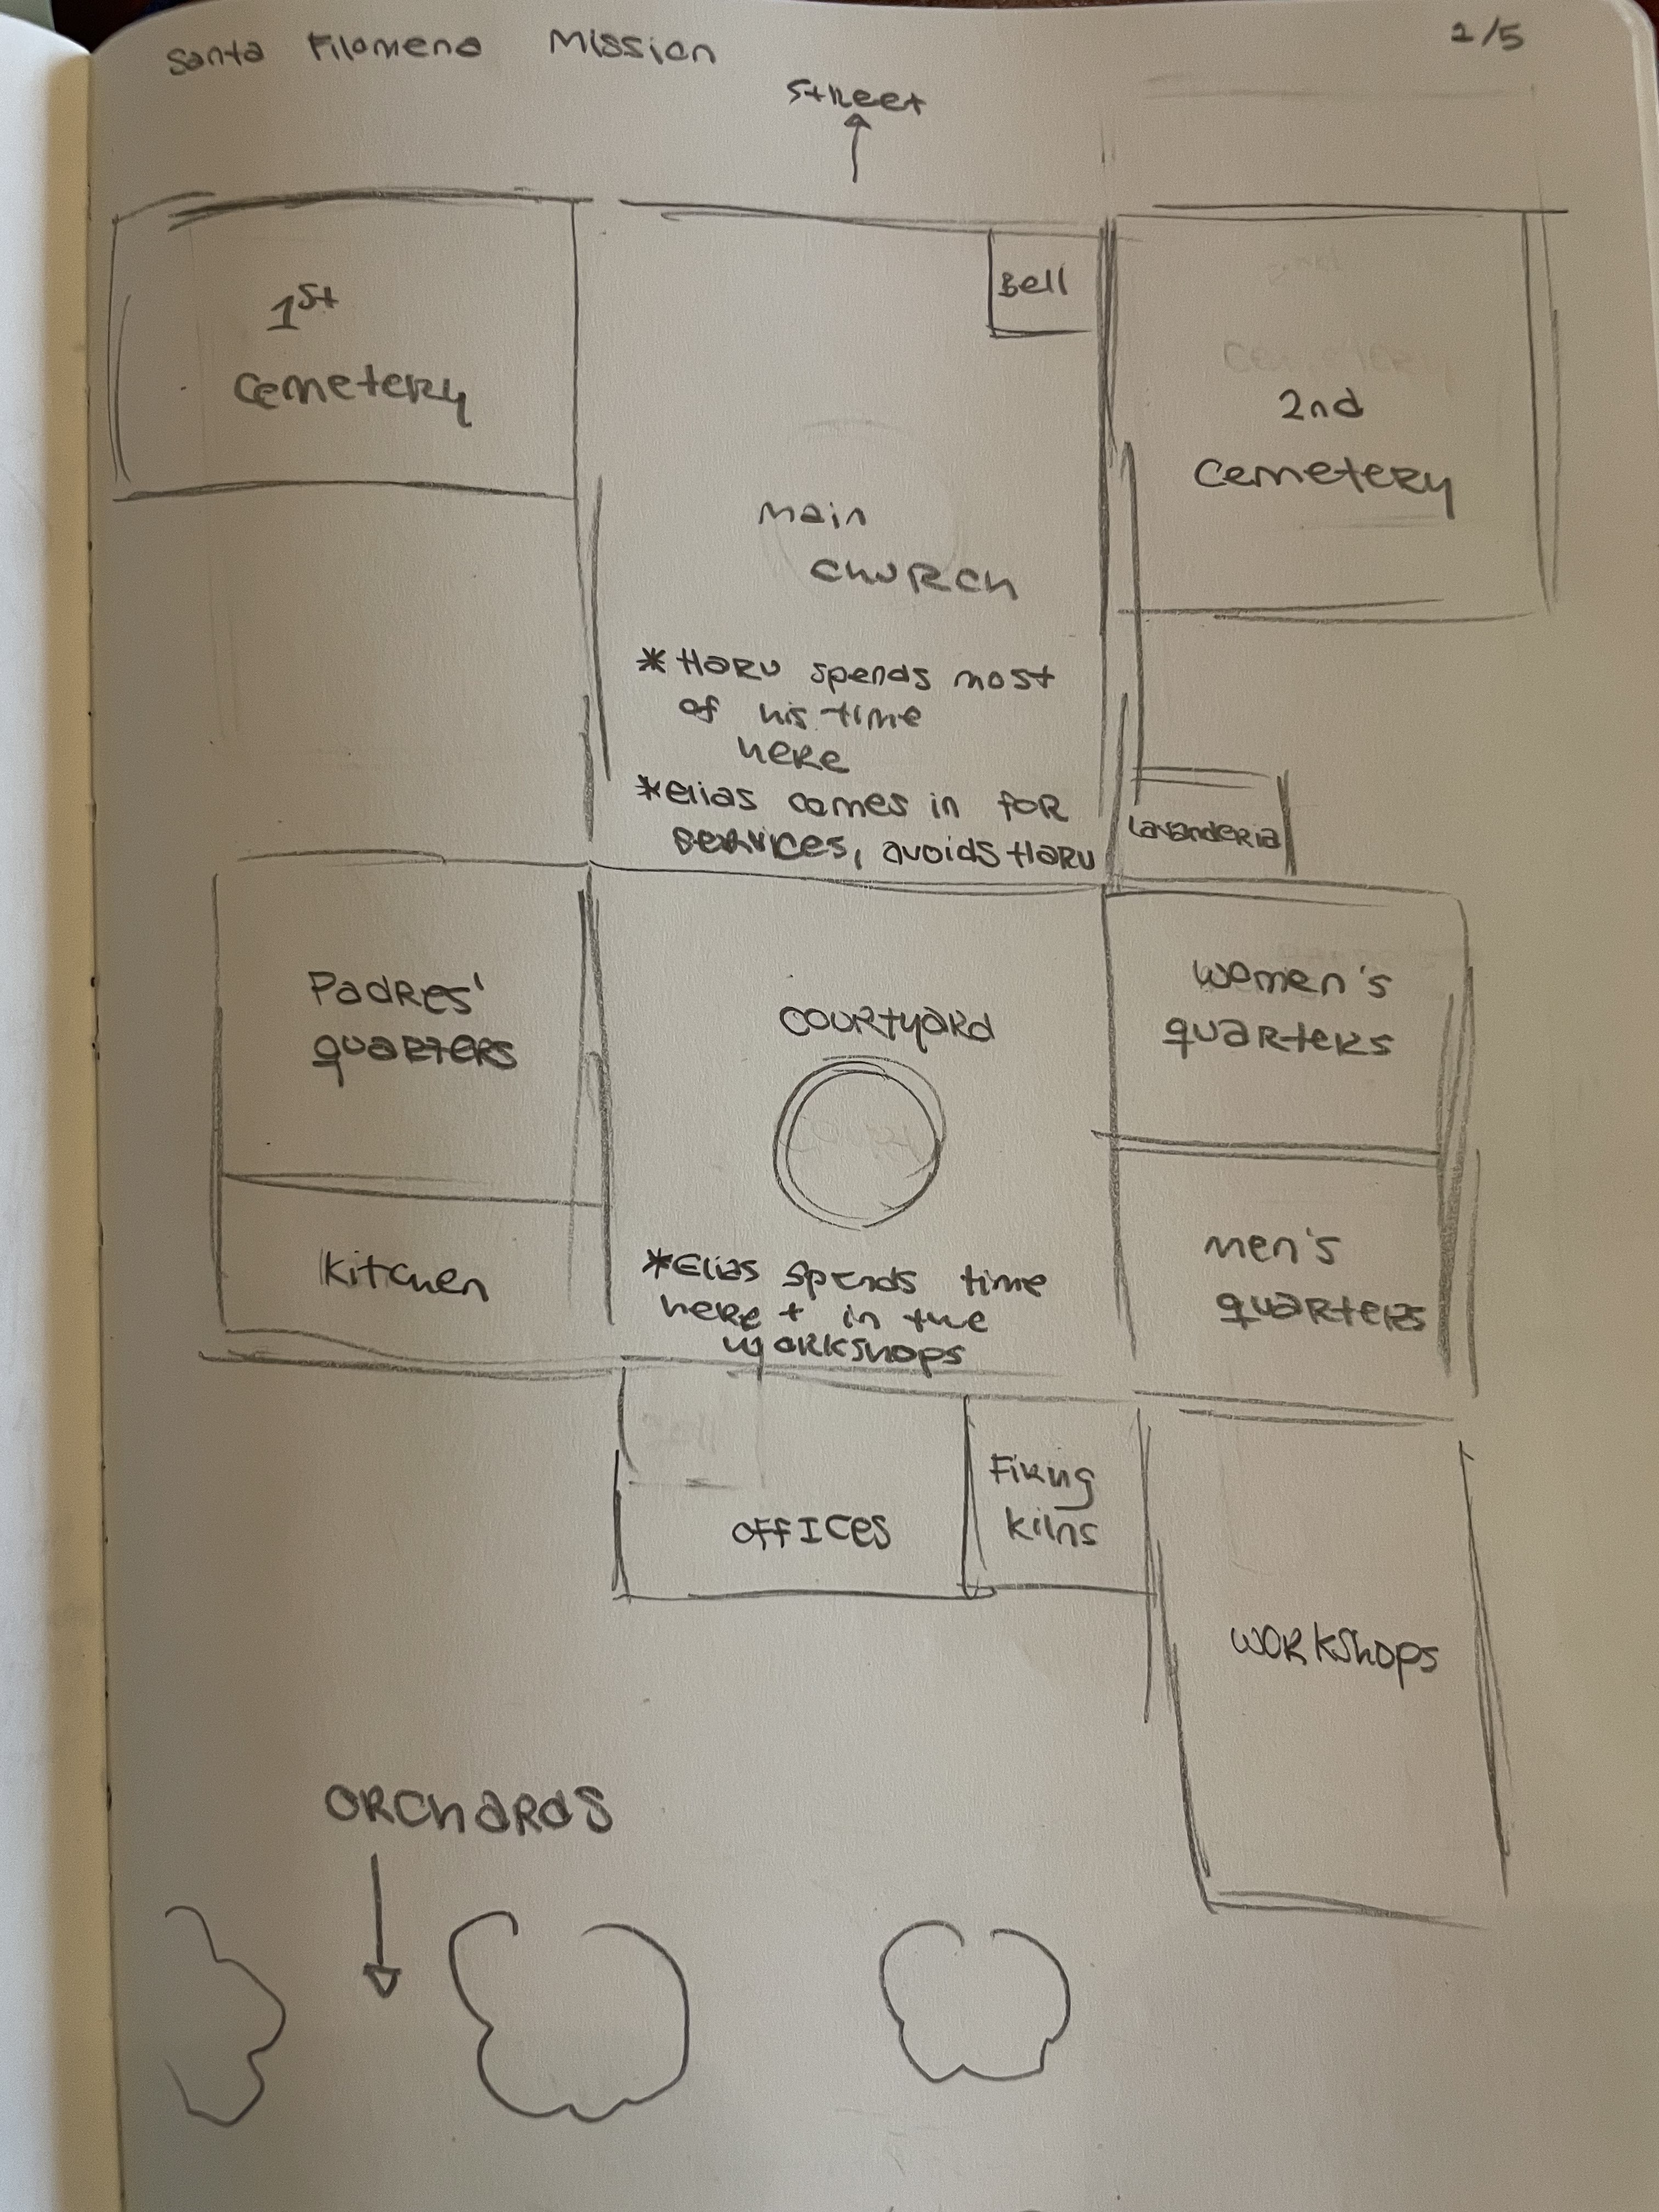 Santa Filomena Mission
2/5
Street
1st
Cemetery
Bell
2nd
Cemetery
Main
Church
* Haru spends most
of his time
here
* Elias comes in for
services, avoids Haru
Lavanderia
Padres'
quarters
Courtyard
Women's
quarters
Kitchen
* Elias spends time
here + in the
workshops
Men's
quarters
Offices
Firing
kilns
Workshops
Orchards